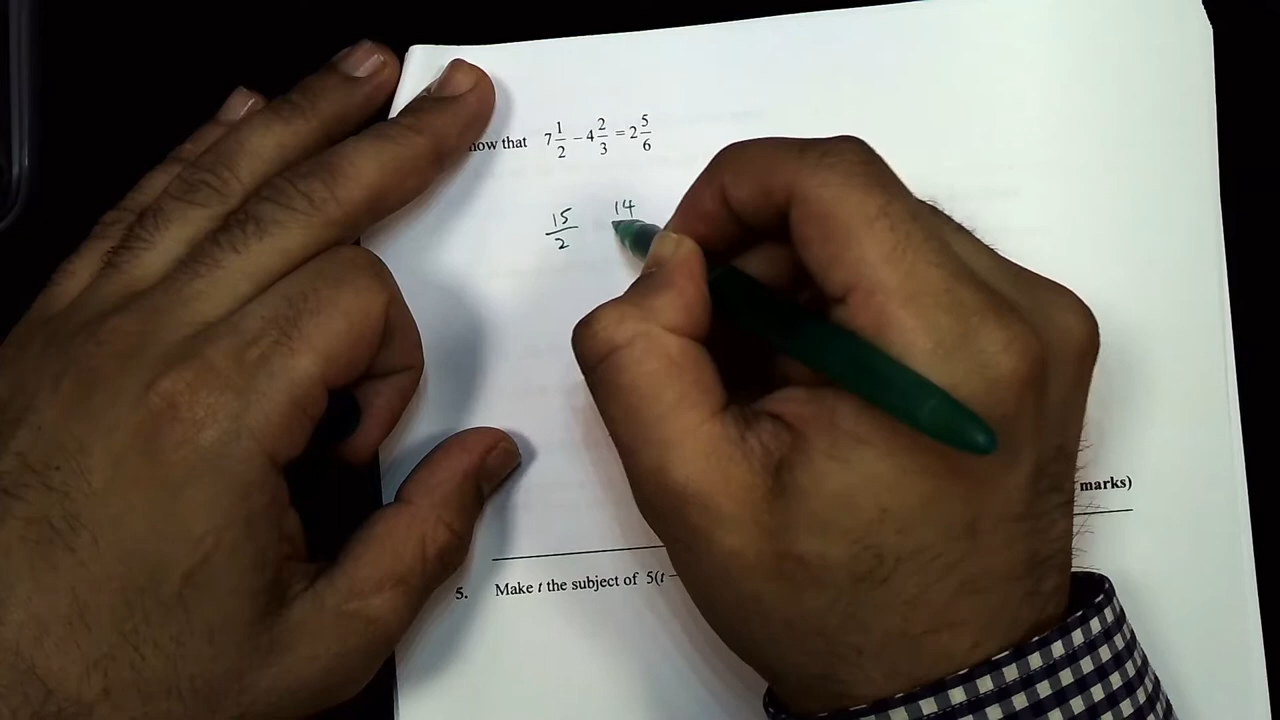 how that 7 1/2 - 4 2/3 = 2 5/6
15/2 14
marks)
5. Make t the subject of 5(t –